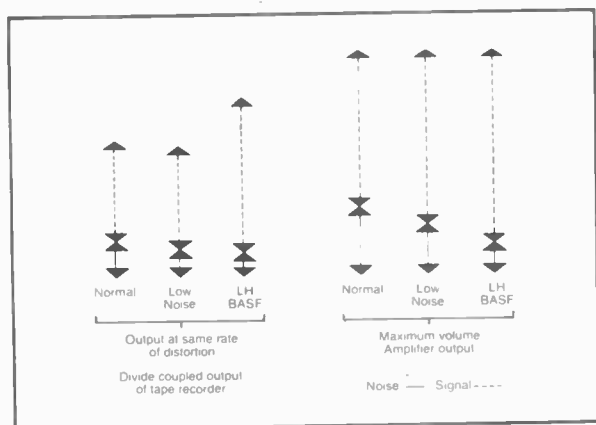 Normal
Low
Noise
LH
BASF
Output at same rate
of distortion
Divide coupled output
of tape recorder
Normal
Low
Noise
LH
BASF
Maximum volume
Amplifier output
Noise — Signal ----